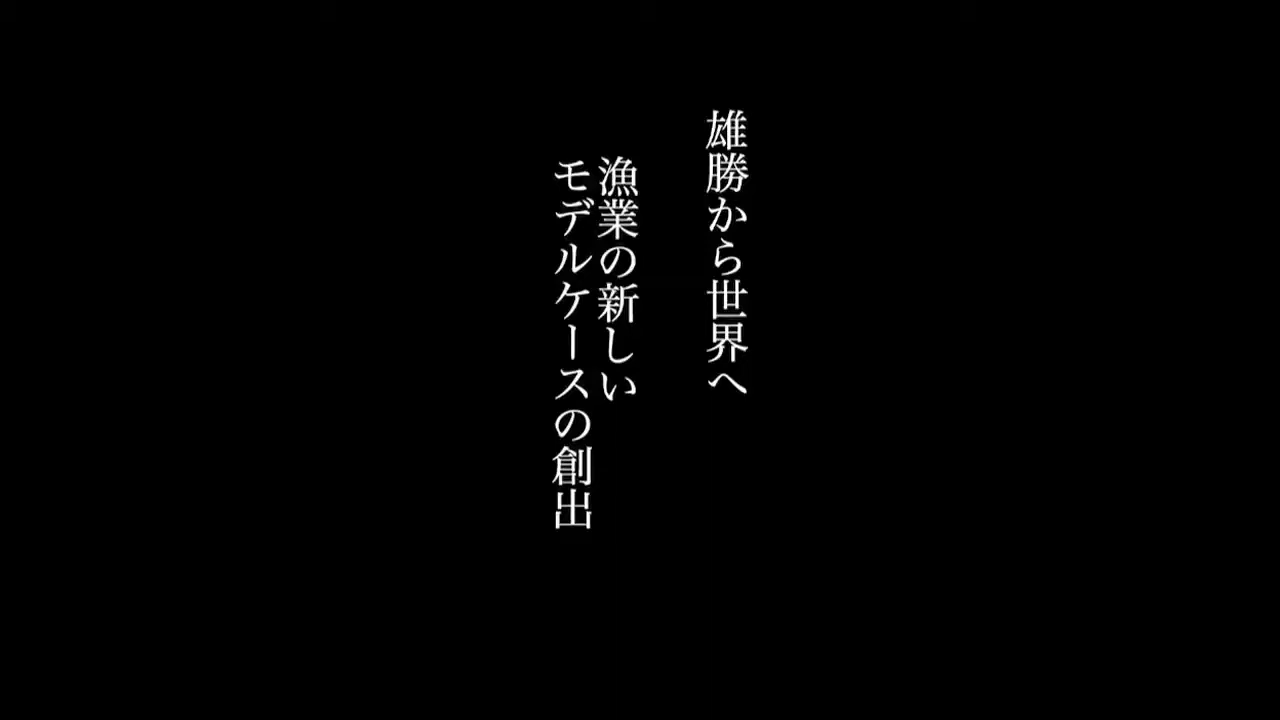 雄勝から世界へ
漁業の新しい
モデルケースの創出